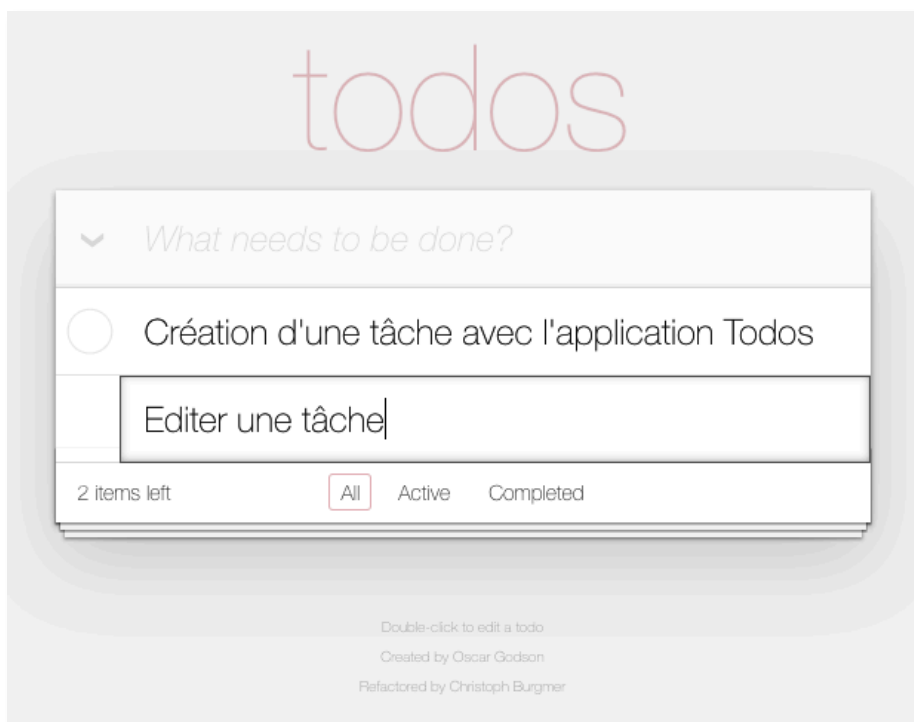 todos
What needs to be done?
Création d'une tâche avec l'application Todos
Editer une tâche
2 items left All Active Completed
Double-click to edit a todo
Created by Oscar Godson
Refactored by Christoph Burgmer